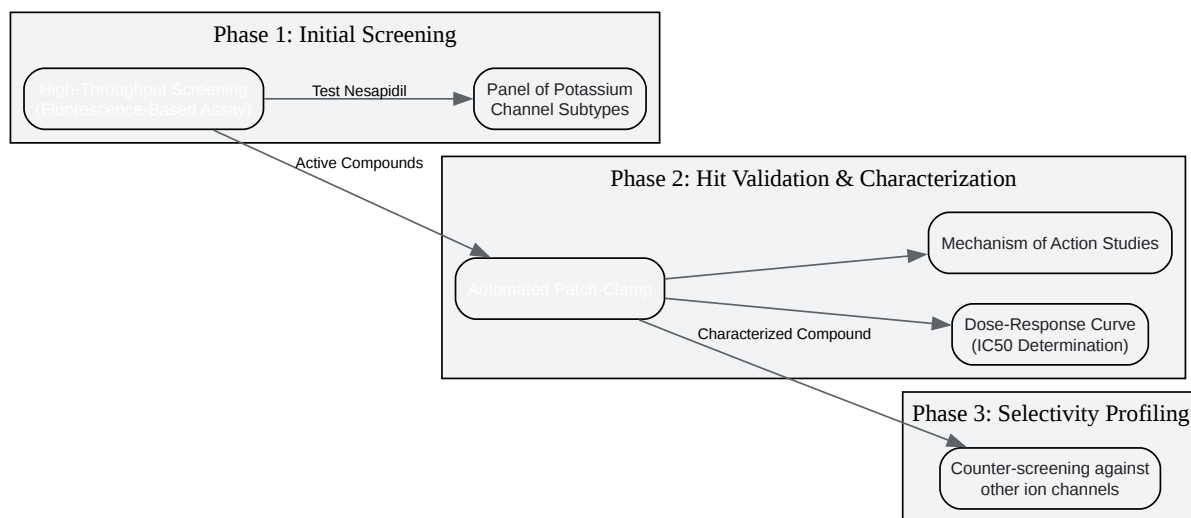 Phase 1: Initial Screening
High-Throughput Screening
(Fluorescence-Based Assay)
Test Nesapidil
Panel of Potassium
Channel Subtypes
Active Compounds
Phase 2: Hit Validation & Characterization
Mechanism of Action Studies
Automated Patch-Clamp
Dose-Response Curve
(IC50 Determination)
Characterized Compound
Phase 3: Selectivity Profiling
Counter-screening against
other ion channels